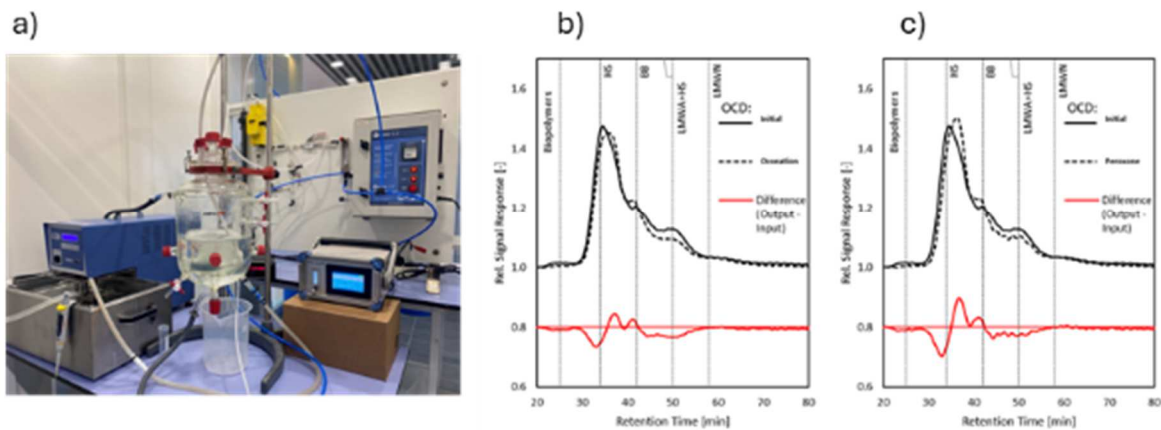 a)
b)
c)
1.6
1.4
1.2
1.0
0.8
0.6
Rel. Signal Response [-]
20 30 40 50 60 70 80
Retention Time [min]
Biopolymers
HS
BB
LMWA+HS
LMWN
OCD:
Initial
Ozonation
Difference
(Output -
Input)
1.6
1.4
1.2
1.0
0.8
0.6
Rel. Signal Response [-]
20 30 40 50 60 70 80
Retention Time [min]
Biopolymers
HS
BB
LMWA+HS
LMWN
OCD:
Initial
Peroxone
Difference
(Output -
Input)